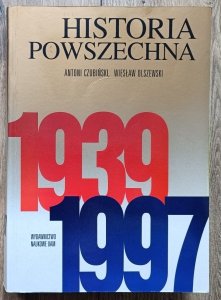 HISTORIA
POWSZECHNA
ANTONI CZUBIŃSKI, WIESŁAW OLSZEWSKI
1939
WYDAWNICTWO
NAUKOWE UAM
1997